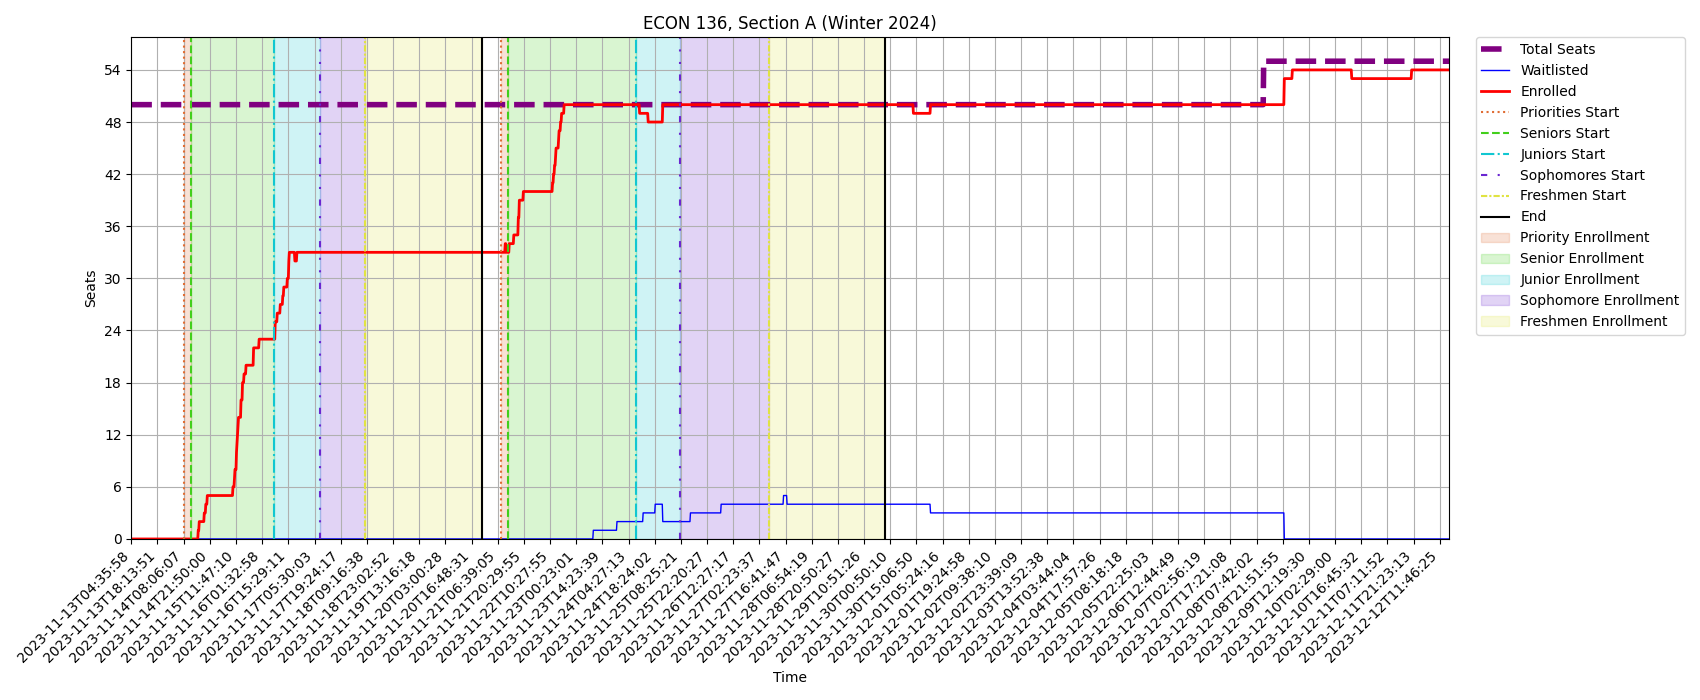 ECON 136, Section A (Winter 2024)
Seats
54
48
42
36
30
24
18
12
6
0
2023-11-13T04:35:58
2023-11-13T18:13:51
2023-11-14T08:06:07
2023-11-14T21:50:00
2023-11-15T11:47:10
2023-11-16T01:32:58
2023-11-16T15:29:11
2023-11-17T05:30:03
2023-11-17T19:24:17
2023-11-18T09:16:38
2023-11-18T23:02:52
2023-11-19T13:16:18
2023-11-20T03:00:28
2023-11-20T16:48:31
2023-11-21T06:39:05
2023-11-21T20:29:55
2023-11-22T10:27:55
2023-11-23T00:23:01
2023-11-23T14:23:39
2023-11-24T04:27:13
2023-11-24T18:24:02
2023-11-25T08:25:21
2023-11-25T22:20:27
2023-11-26T12:27:17
2023-11-27T02:23:37
2023-11-27T16:41:47
2023-11-28T06:54:19
2023-11-28T20:50:27
2023-11-29T10:51:26
2023-11-30T00:50:10
2023-11-30T15:06:50
2023-12-01T05:24:16
2023-12-01T19:24:58
2023-12-02T09:38:10
2023-12-02T23:39:09
2023-12-03T13:52:38
2023-12-04T03:44:04
2023-12-04T17:57:26
2023-12-05T08:18:18
2023-12-05T22:25:03
2023-12-06T12:44:49
2023-12-07T02:56:19
2023-12-07T17:21:08
2023-12-08T07:42:02
2023-12-08T21:51:55
2023-12-09T12:19:30
2023-12-10T02:29:00
2023-12-10T16:45:32
2023-12-11T07:11:52
2023-12-11T21:23:13
2023-12-12T11:46:25
Time
Total Seats
Waitlisted
Enrolled
Priorities Start
Seniors Start
Juniors Start
Sophomores Start
Freshmen Start
End
Priority Enrollment
Senior Enrollment
Junior Enrollment
Sophomore Enrollment
Freshmen Enrollment